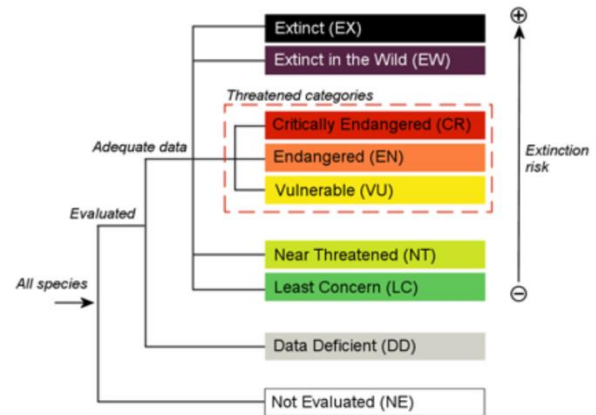 Extinct (EX)
Extinct in the Wild (EW)
Threatened categories
Critically Endangered (CR)
Adequate data
Endangered (EN)
Extinction
risk
Vulnerable (VU)
Evaluated
Near Threatened (NT)
All species
Least Concern (LC)
Data Deficient (DD)
Not Evaluated (NE)